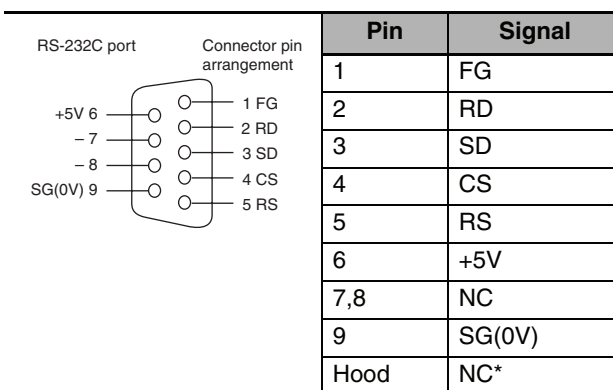 RS-232C port
Connector pin
arrangement
+5V 6
– 7
– 8
SG(0V) 9
1 FG
2 RD
3 SD
4 CS
5 RS
Pin Signal
1 FG
2 RD
3 SD
4 CS
5 RS
6 +5V
7,8 NC
9 SG(0V)
Hood NC*